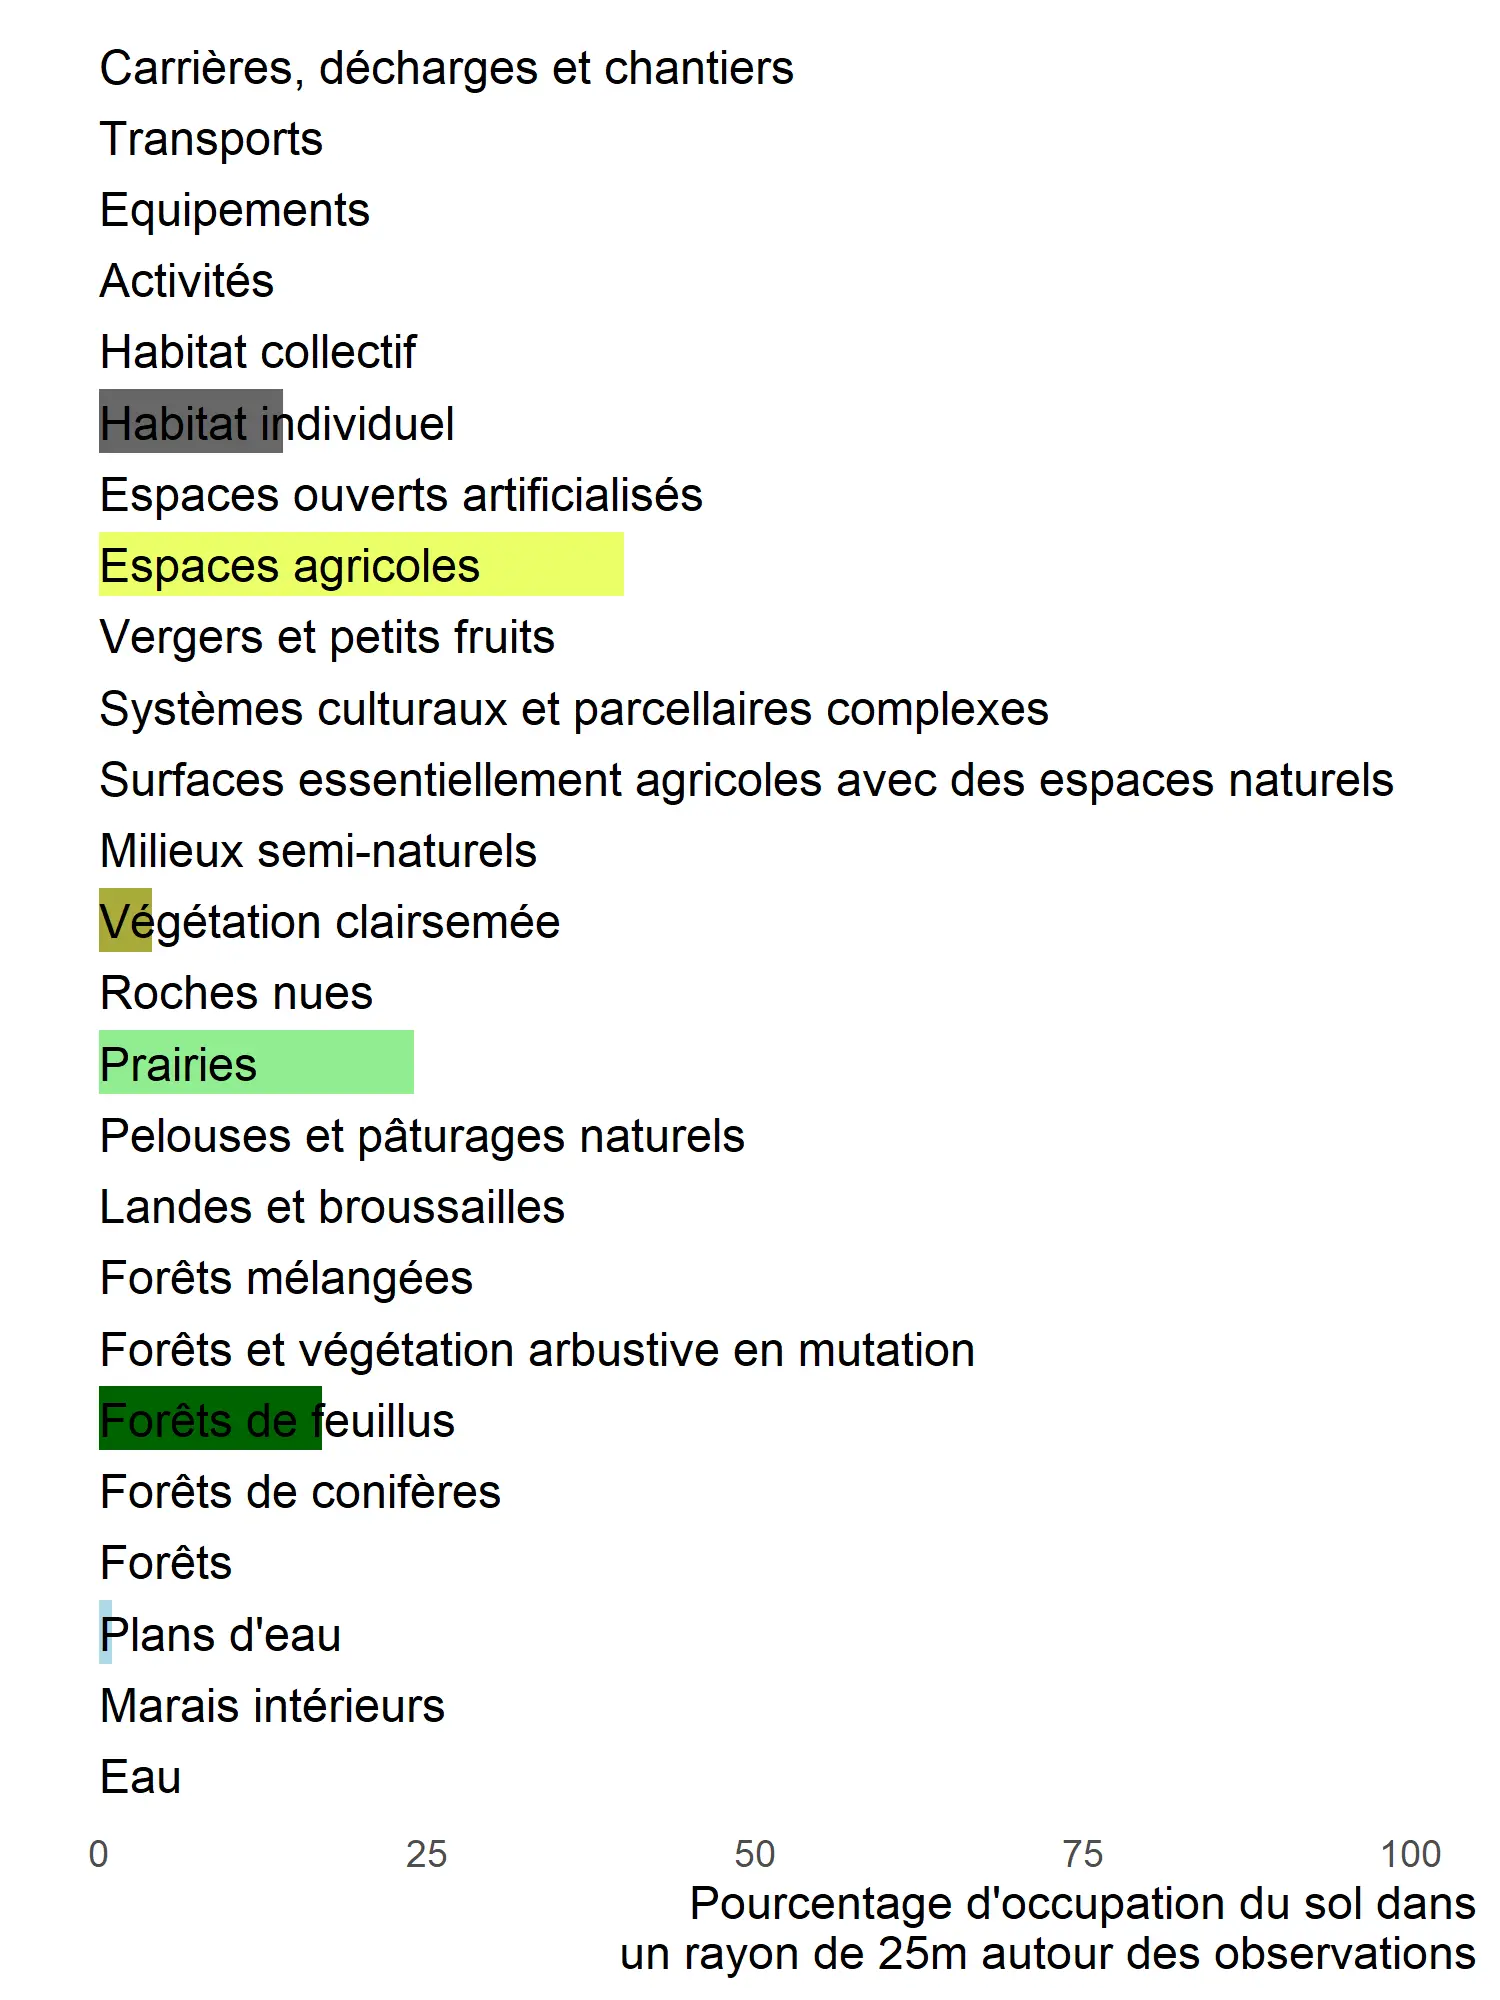 Carrières, décharges et chantiers
Transports
Equipements
Activités
Habitat collectif
Habitat individuel
Espaces ouverts artificialisés
Espaces agricoles
Vergers et petits fruits
Systèmes culturaux et parcellaires complexes
Surfaces essentiellement agricoles avec des espaces naturels
Milieux semi-naturels
Végétation clairsemée
Roches nues
Prairies
Pelouses et pâturages naturels
Landes et broussailles
Forêts mélangées
Forêts et végétation arbustive en mutation
Forêts de feuillus
Forêts de conifères
Forêts
Plans d'eau
Marais intérieurs
Eau
0 25 50 75 100
Pourcentage d'occupation du sol dans
un rayon de 25m autour des observations